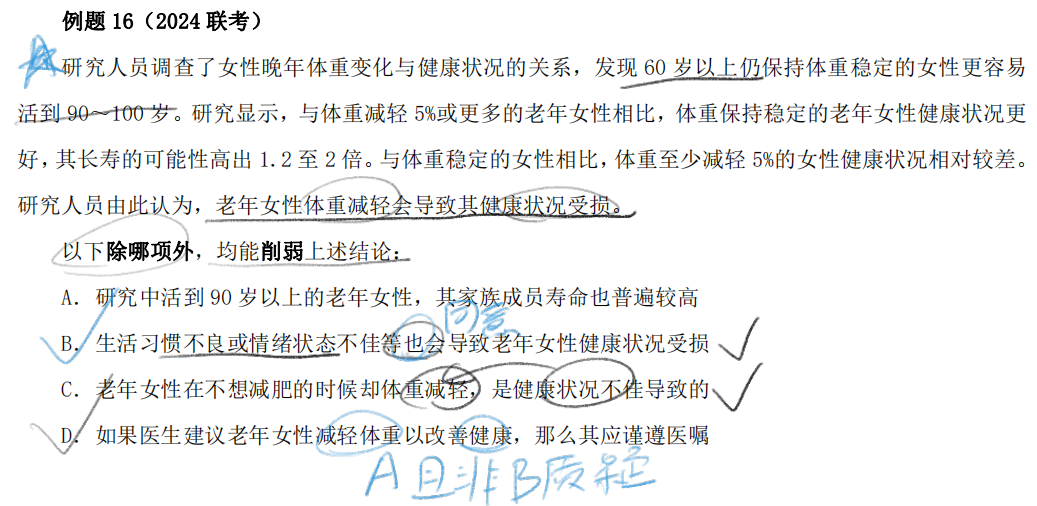 例题 16（2024 联考）
研究人员调查了女性晚年体重变化与健康状况的关系，发现 60 岁以上仍保持体重稳定的女性更容易
活到 90～100 岁。研究显示，与体重减轻 5%或更多的老年女性相比，体重保持稳定的老年女性健康状况更
好，其长寿的可能性高出 1.2 至 2 倍。与体重稳定的女性相比，体重至少减轻 5%的女性健康状况相对较差。
研究人员由此认为，老年女性体重减轻会导致其健康状况受损。
以下除哪项外，均能削弱上述结论：
A．研究中活到 90 岁以上的老年女性，其家族成员寿命也普遍较高
同意
B．生活习惯不良或情绪状态不佳等也会导致老年女性健康状况受损
C．老年女性在不想减肥的时候却体重减轻，是健康状况不佳导致的
D．如果医生建议老年女性减轻体重以改善健康，那么其应谨遵医嘱
A且非B质疑